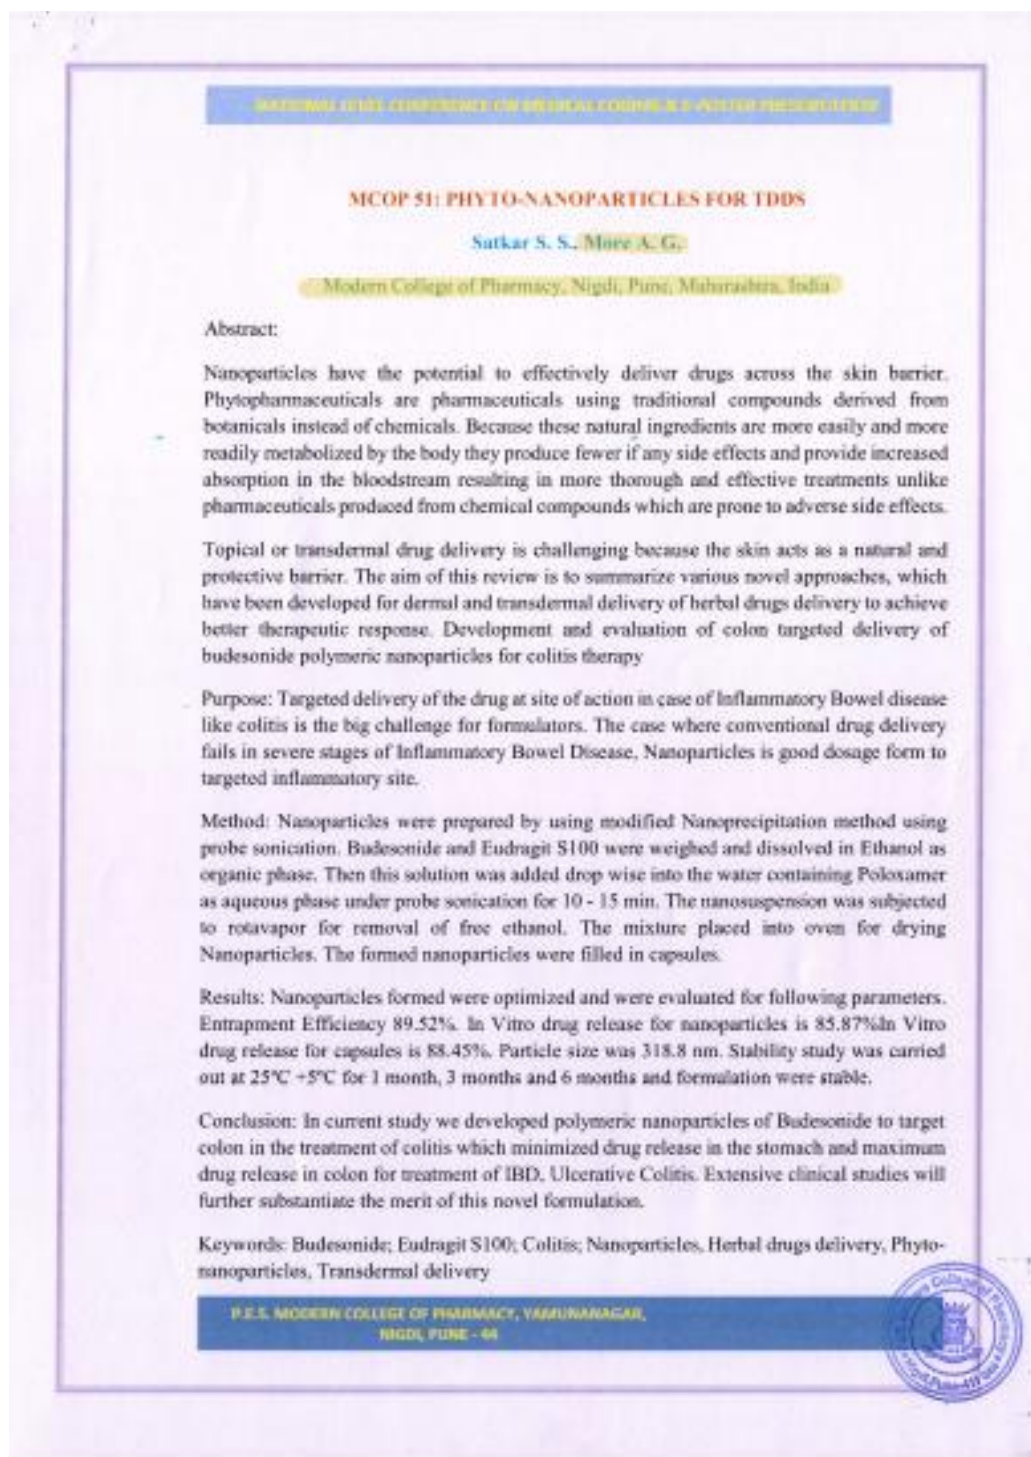 NATIONAL LEVEL CONFERENCE ON MEDICAL CODING & E-POSTER PRESENTATION
MCOP 51: PHYTO-NANOPARTICLES FOR TDDS
Satkar S. S., More A. G.
Modern College of Pharmacy, Nigdi, Pune, Maharashtra, India
Abstract:
Nanoparticles have the potential to effectively deliver drugs across the skin barrier.
Phytopharmaceuticals are pharmaceuticals using traditional compounds derived from
botanicals instead of chemicals. Because these natural ingredients are more easily and more
readily metabolized by the body they produce fewer if any side effects and provide increased
absorption in the bloodstream resulting in more thorough and effective treatments unlike
pharmaceuticals produced from chemical compounds which are prone to adverse side effects.
Topical or transdermal drug delivery is challenging because the skin acts as a natural and
protective barrier. The aim of this review is to summarize various novel approaches, which
have been developed for dermal and transdermal delivery of herbal drugs delivery to achieve
better therapeutic response. Development and evaluation of colon targeted delivery of
budesonide polymeric nanoparticles for colitis therapy
Purpose: Targeted delivery of the drug at site of action in case of Inflammatory Bowel disease
like colitis is the big challenge for formulators. The case where conventional drug delivery
fails in severe stages of Inflammatory Bowel Disease, Nanoparticles is good dosage form to
targeted inflammatory site.
Method: Nanoparticles were prepared by using modified Nanoprecipitation method using
probe sonication. Budesonide and Eudragit S100 were weighed and dissolved in Ethanol as
organic phase. Then this solution was added drop wise into the water containing Poloxamer
as aqueous phase under probe sonication for 10 - 15 min. The nanosuspension was subjected
to rotavapor for removal of free ethanol. The mixture placed into oven for drying
Nanoparticles. The formed nanoparticles were filled in capsules.
Results: Nanoparticles formed were optimized and were evaluated for following parameters.
Entrapment Efficiency 89.52%. In Vitro drug release for nanoparticles is 85.87%In Vitro
drug release for capsules is 88.45%. Particle size was 318.8 nm. Stability study was carried
out at 25°C +5°C for 1 month, 3 months and 6 months and formulation were stable.
Conclusion: In current study we developed polymeric nanoparticles of Budesonide to target
colon in the treatment of colitis which minimized drug release in the stomach and maximum
drug release in colon for treatment of IBD, Ulcerative Colitis. Extensive clinical studies will
further substantiate the merit of this novel formulation.
Keywords: Budesonide; Eudragit S100; Colitis; Nanoparticles, Herbal drugs delivery, Phyto-
nanoparticles, Transdermal delivery
P.E.S. MODERN COLLEGE OF PHARMACY, YAMUNANAGAR,
NIGDI, PUNE - 44